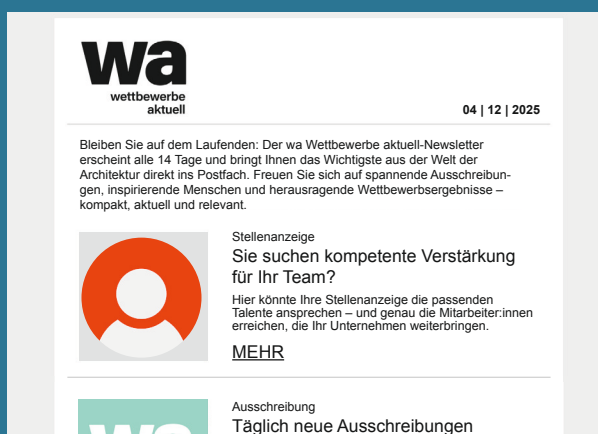 wa
wettbewerbe
aktuell
04 | 12 | 2025
Bleiben Sie auf dem Laufenden: Der wa Wettbewerbe aktuell-Newsletter
erscheint alle 14 Tage und bringt Ihnen das Wichtigste aus der Welt der
Architektur direkt ins Postfach. Freuen Sie sich auf spannende Ausschreibun-
gen, inspirierende Menschen und herausragende Wettbewerbsergebnisse –
kompakt, aktuell und relevant.
Stellenanzeige
Sie suchen kompetente Verstärkung
für Ihr Team?
Hier könnte Ihre Stellenanzeige die passenden
Talente ansprechen – und genau die Mitarbeiter:innen
erreichen, die Ihr Unternehmen weiterbringen.
MEHR
wa
Ausschreibung
Täglich neue Ausschreibungen